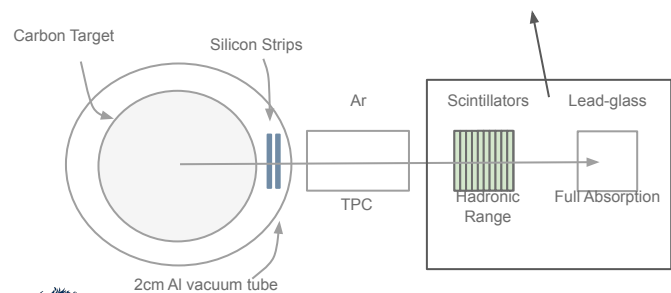 Carbon Target
Silicon Strips
Ar
Scintillators
Lead-glass
TPC
Hadronic
Range
Full Absorption
2cm Al vacuum tube